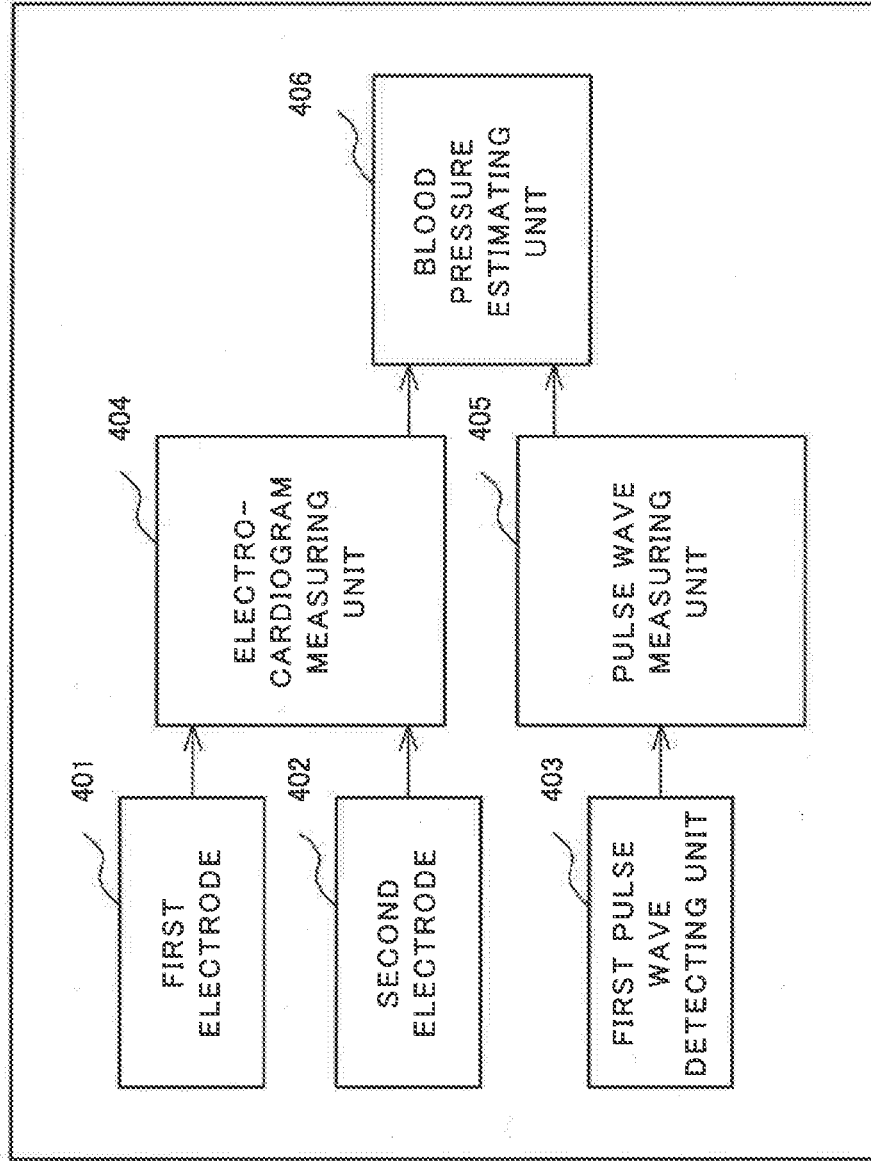 401
FIRST
ELECTRODE
402
SECOND
ELECTRODE
403
FIRST PULSE
WAVE
DETECTING UNIT
404
ELECTRO-
CARDIOGRAM
MEASURING
UNIT
405
PULSE WAVE
MEASURING
UNIT
406
BLOOD
PRESSURE
ESTIMATING
UNIT